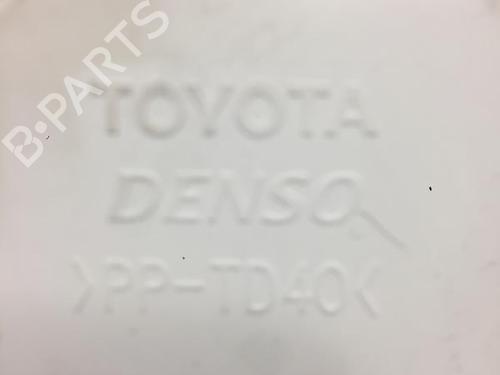 B·PARTS
TOYOTA
DENSO
>PP-TD40<